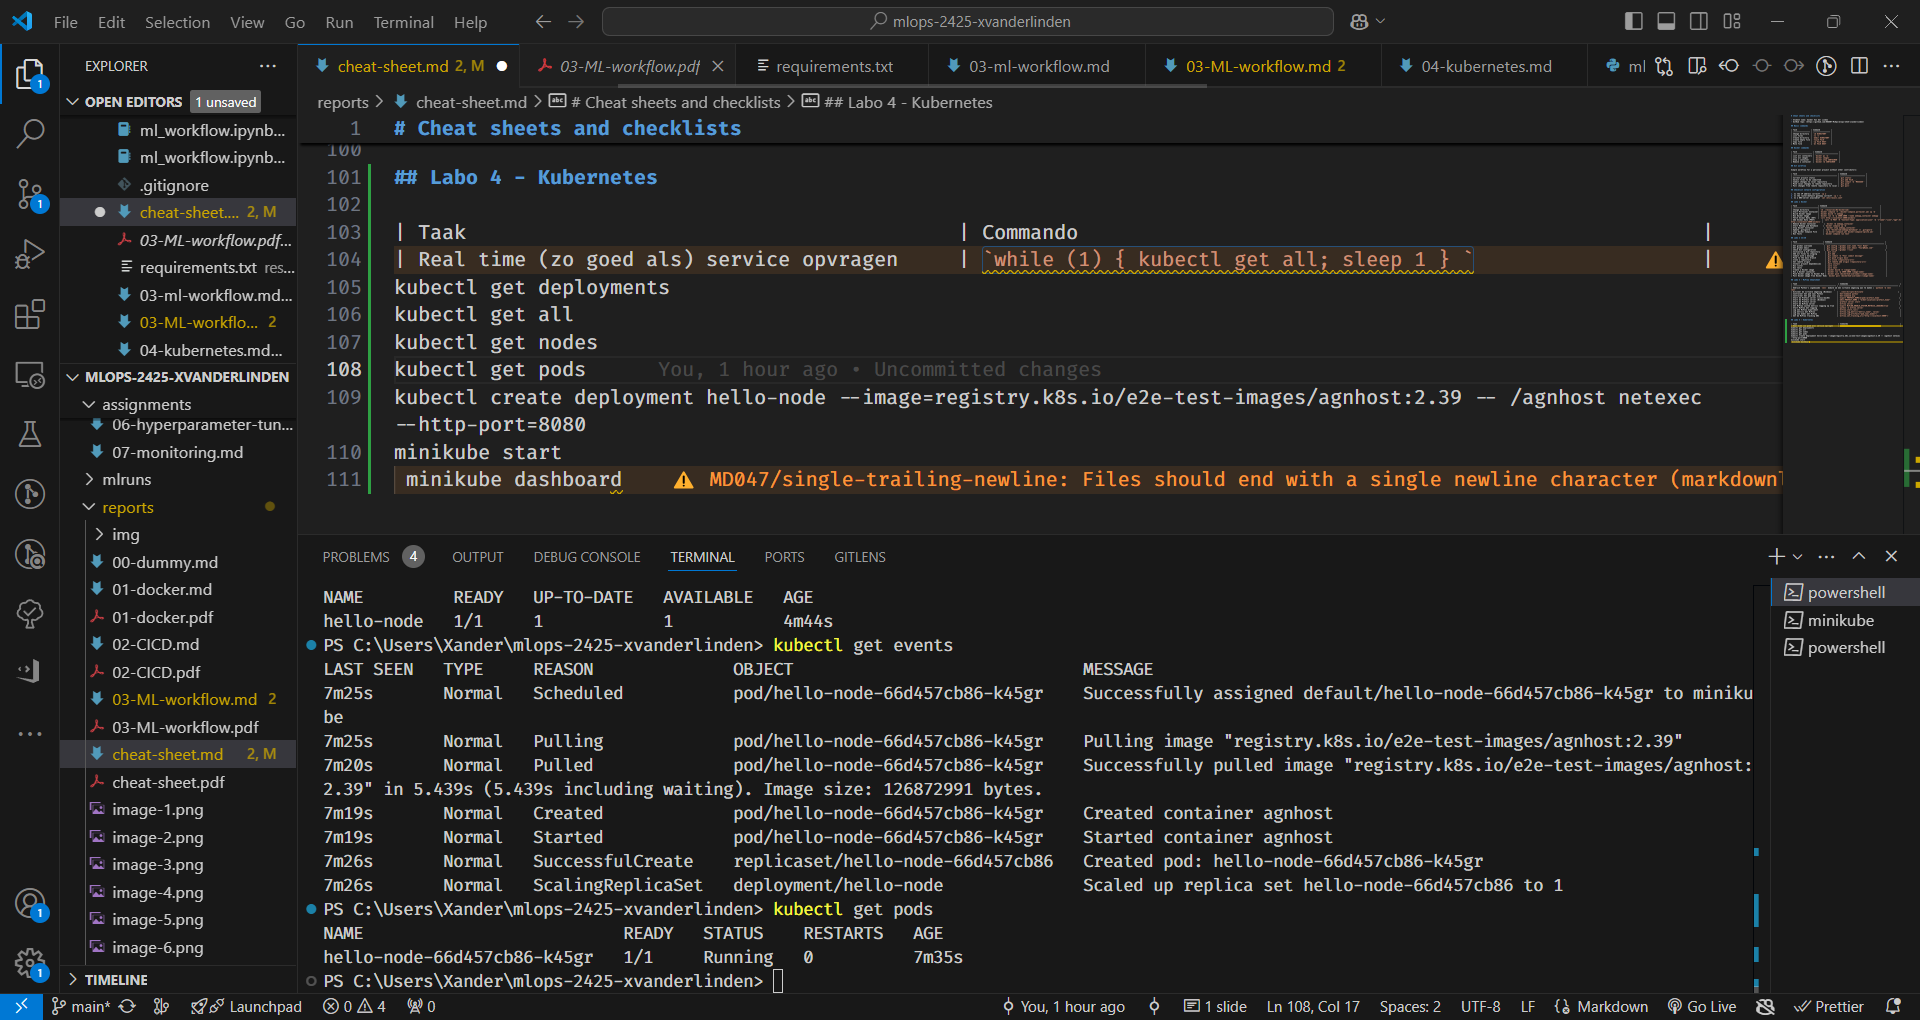 File Edit Selection View Go Run Terminal Help
mlops-2425-xvanderlinden
EXPLORER
OPEN EDITORS 1 unsaved
ml_workflow.ipynb...
ml_workflow.ipynb...
.gitignore
cheat-sheet.... 2, M
03-ML-workflow.pdf...
requirements.txt res...
03-ml-workflow.md...
03-ML-workflo... 2
04-kubernetes.md...
MLOPS-2425-XVANDERLINDEN
assignments
06-hyperparameter-tun...
07-monitoring.md
mlruns
reports
img
00-dummy.md
01-docker.md
01-docker.pdf
02-CICD.md
02-CICD.pdf
03-ML-workflow.md 2
03-ML-workflow.pdf
cheat-sheet.md 2, M
cheat-sheet.pdf
image-1.png
image-2.png
image-3.png
image-4.png
image-5.png
image-6.png
TIMELINE
cheat-sheet.md 2, M 03-ML-workflow.pdf requirements.txt 03-ml-workflow.md 03-ML-workflow.md 2 04-kubernetes.md ml
reports > cheat-sheet.md > # Cheat sheets and checklists > ## Labo 4 - Kubernetes
1 # Cheat sheets and checklists
100
101 ## Labo 4 - Kubernetes
102
103 | Taak | Commando |
104 | Real time (zo goed als) service opvragen | `while (1) { kubectl get all; sleep 1 } ` |
105 kubectl get deployments
106 kubectl get all
107 kubectl get nodes
108 kubectl get pods You, 1 hour ago • Uncommitted changes
109 kubectl create deployment hello-node --image=registry.k8s.io/e2e-test-images/agnhost:2.39 -- /agnhost netexec
--http-port=8080
110 minikube start
111 minikube dashboard MD047/single-trailing-newline: Files should end with a single newline character (markdownl
PROBLEMS 4 OUTPUT DEBUG CONSOLE TERMINAL PORTS GITLENS
powershell
minikube
powershell
NAME READY UP-TO-DATE AVAILABLE AGE
hello-node 1/1 1 1 4m44s
PS C:\Users\Xander\mlops-2425-xvanderlinden> kubectl get events
LAST SEEN TYPE REASON OBJECT MESSAGE
7m25s Normal Scheduled pod/hello-node-66d457cb86-k45gr Successfully assigned default/hello-node-66d457cb86-k45gr to miniku
be
7m25s Normal Pulling pod/hello-node-66d457cb86-k45gr Pulling image "registry.k8s.io/e2e-test-images/agnhost:2.39"
7m20s Normal Pulled pod/hello-node-66d457cb86-k45gr Successfully pulled image "registry.k8s.io/e2e-test-images/agnhost:
2.39" in 5.439s (5.439s including waiting). Image size: 126872991 bytes.
7m19s Normal Created pod/hello-node-66d457cb86-k45gr Created container agnhost
7m19s Normal Started pod/hello-node-66d457cb86-k45gr Started container agnhost
7m26s Normal SuccessfulCreate replicaset/hello-node-66d457cb86 Created pod: hello-node-66d457cb86-k45gr
7m26s Normal ScalingReplicaSet deployment/hello-node Scaled up replica set hello-node-66d457cb86 to 1
PS C:\Users\Xander\mlops-2425-xvanderlinden> kubectl get pods
NAME READY STATUS RESTARTS AGE
hello-node-66d457cb86-k45gr 1/1 Running 0 7m35s
PS C:\Users\Xander\mlops-2425-xvanderlinden>
main* Launchpad 0 4 0 You, 1 hour ago 1 slide Ln 108, Col 17 Spaces: 2 UTF-8 LF Markdown Go Live Prettier